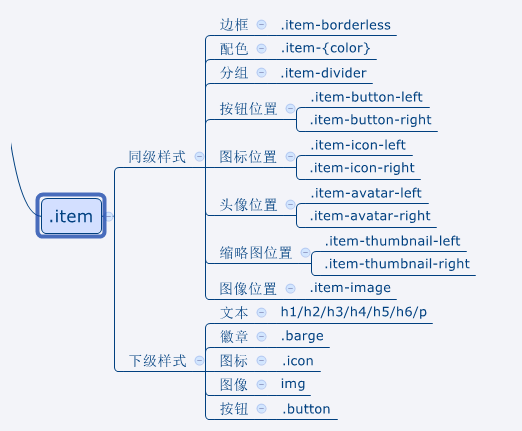 边框 .item-borderless
配色 .item-{color}
分组 .item-divider
按钮位置 .item-button-left
.item-button-right
同级样式
图标位置 .item-icon-left
.item-icon-right
头像位置 .item-avatar-left
.item-avatar-right
.item
缩略图位置 .item-thumbnail-left
.item-thumbnail-right
图像位置 .item-image
下级样式
文本 h1/h2/h3/h4/h5/h6/p
徽章 .barge
图标 .icon
图像 img
按钮 .button